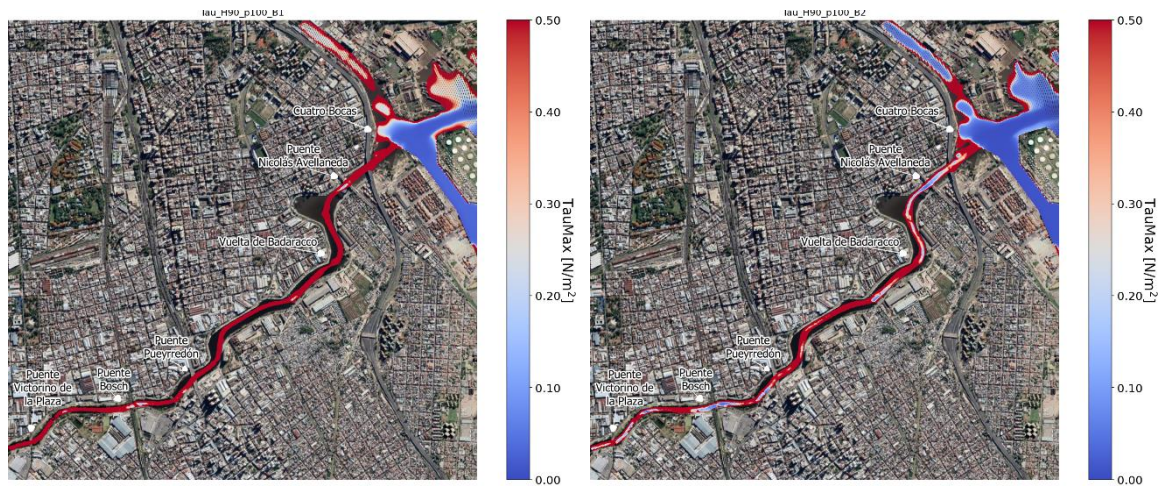 Tau_H90_p100_B1
Cuatro Bocas
Puente
Nicolás Avellaneda
Vuelta de Badaracco
Puente
Pueyrredón
Puente
Bosch
Puente
Victorino de
la Plaza
0.50
0.40
0.30
0.20
0.10
0.00
TauMax [N/m²]
Tau_H90_p100_B2
Cuatro Bocas
Puente
Nicolás Avellaneda
Vuelta de Badaracco
Puente
Pueyrredón
Puente
Bosch
Puente
Victorino de
la Plaza
0.50
0.40
0.30
0.20
0.10
0.00
TauMax [N/m²]